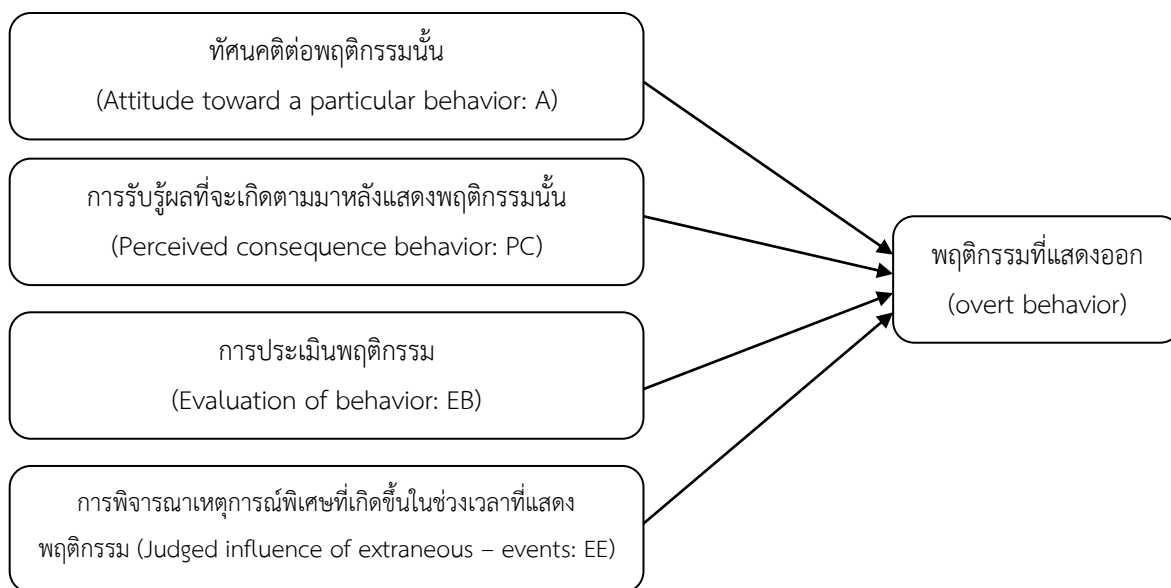 ทัศนคติต่อพฤติกรรมนั้น
(Attitude toward a particular behavior: A)
การรับรู้ผลที่จะเกิดตามมาหลังแสดงพฤติกรรมนั้น
(Perceived consequence behavior: PC)
การประเมินพฤติกรรม
(Evaluation of behavior: EB)
การพิจารณาเหตุการณ์พิเศษที่เกิดขึ้นในช่วงเวลาที่แสดง
พฤติกรรม (Judged influence of extraneous – events: EE)
พฤติกรรมที่แสดงออก
(overt behavior)